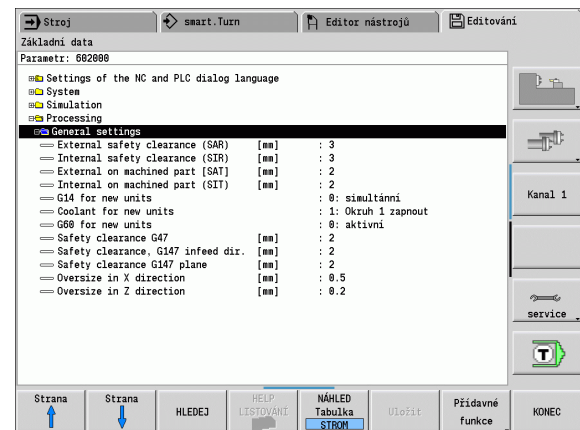 Stroj
smart.Turn
Editor nástrojů
Editování
Základní data
Parametr: 602000
Settings of the NC and PLC dialog language
System
Simulation
Processing
General settings
External safety clearance (SAR) [mm] : 3
Internal safety clearance (SIR) [mm] : 3
External on machined part [SAT] [mm] : 2
Internal on machined part (SIT) [mm] : 2
G14 for new units : 0: simultánní
Coolant for new units : 1: Okruh 1 zapnout
G60 for new units : 0: aktivní
Safety clearance G47 [mm] : 2
Safety clearance, G147 infeed dir. [mm] : 2
Safety clearance G147 plane [mm] : 2
Oversize in X direction [mm] : 0.5
Oversize in Z direction [mm] : 0.2
Kanal 1
service
T
Strana
Strana
HLEDEJ
HELP
LISTOVÁNÍ
NÁHLED
Tabulka
STROM
Uložit
Přídavné
funkce
KONEC